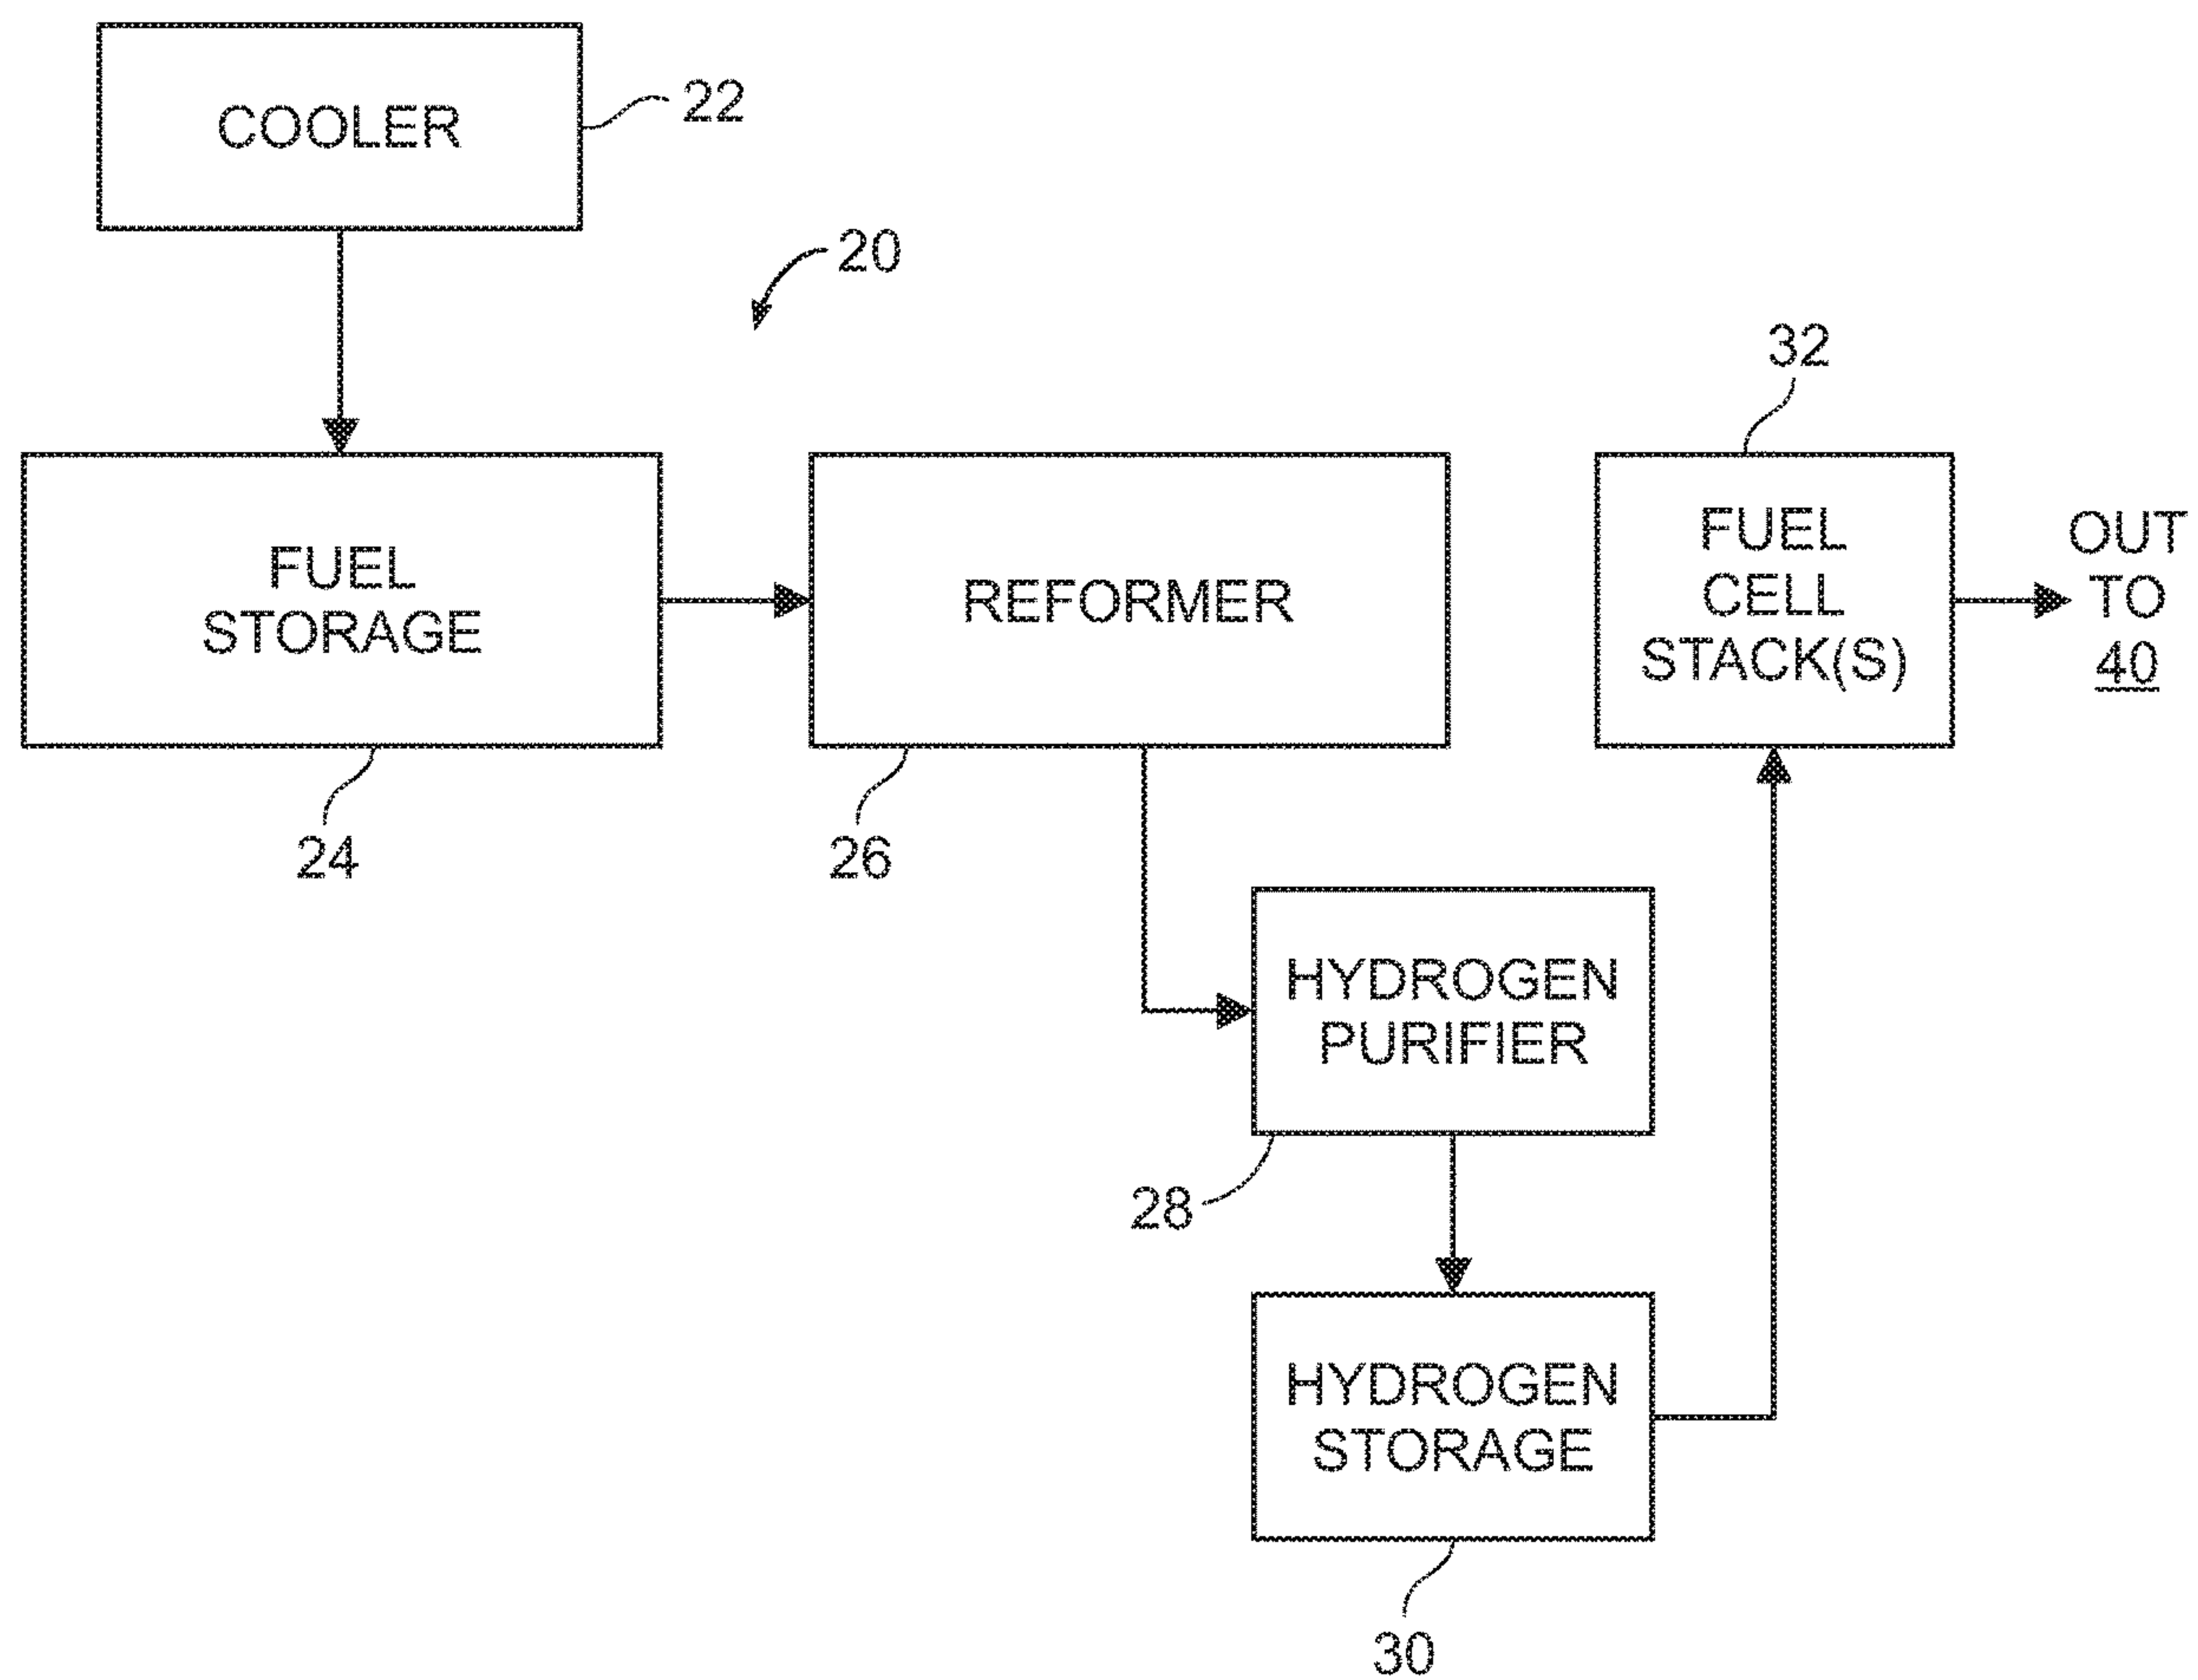 COOLER
22
20
32
FUEL
STORAGE
REFORMER
FUEL
CELL
STACK(S)
OUT
TO
40
24
26
HYDROGEN
PURIFIER
28
HYDROGEN
STORAGE
30